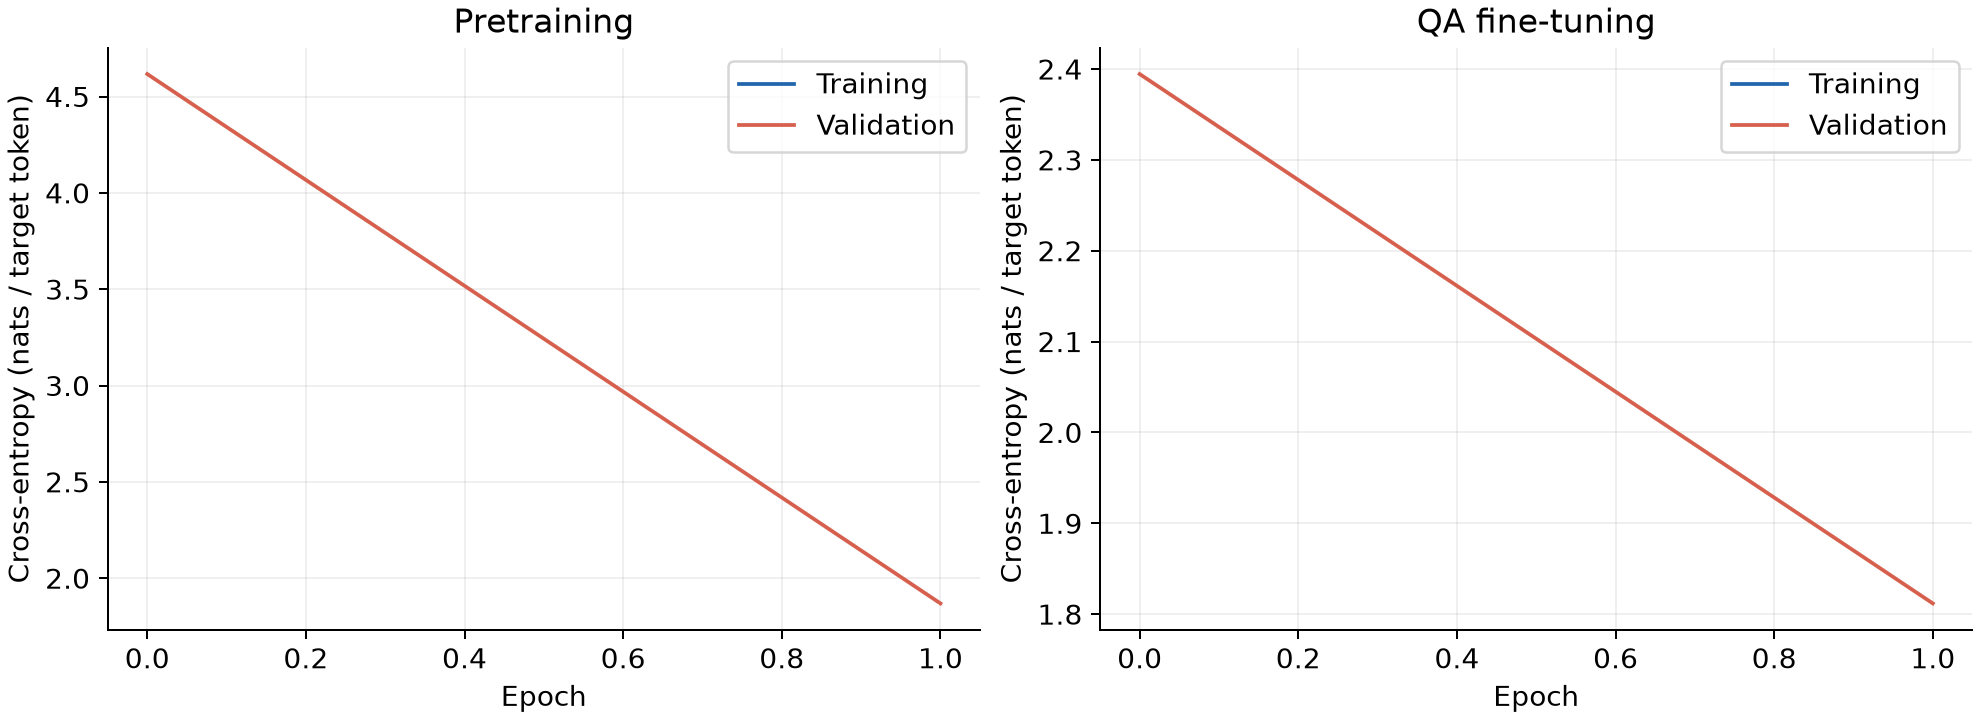 Pretraining
Cross-entropy (nats / target token)
4.5
4.0
3.5
3.0
2.5
2.0
Training
Validation
0.0 0.2 0.4 0.6 0.8 1.0
Epoch
QA fine-tuning
Cross-entropy (nats / target token)
2.4
2.3
2.2
2.1
2.0
1.9
1.8
Training
Validation
0.0 0.2 0.4 0.6 0.8 1.0
Epoch